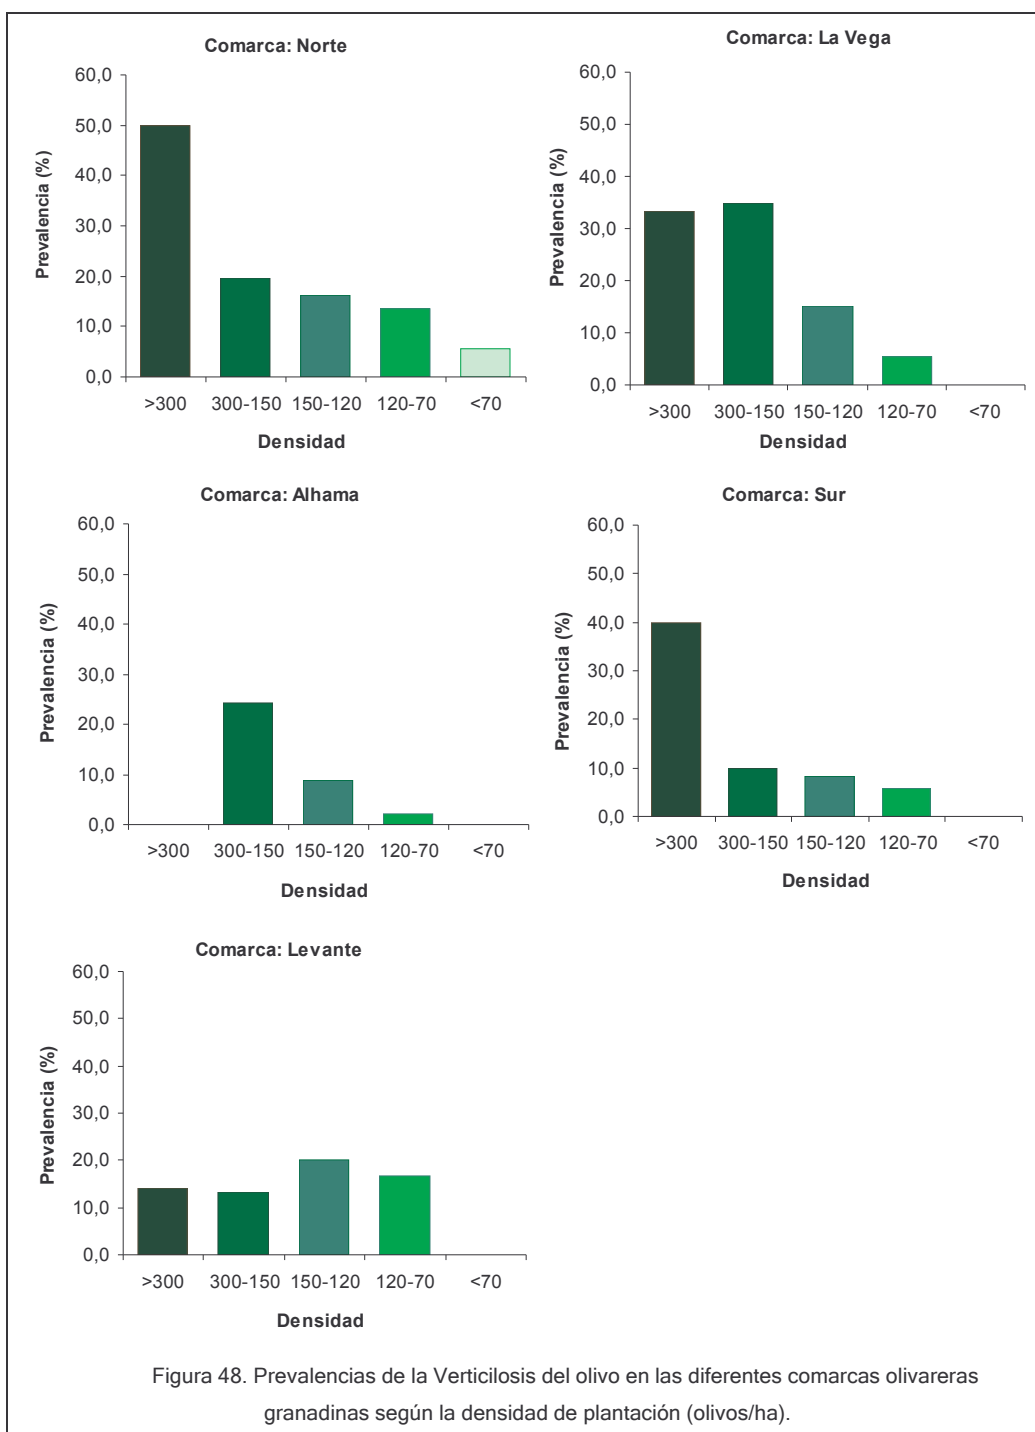 Comarca: Norte
60,0
50,0
40,0
30,0
20,0
10,0
0,0
Prevalencia (%)
>300 300-150 150-120 120-70 <70
Densidad
Comarca: La Vega
60,0
50,0
40,0
30,0
20,0
10,0
0,0
Prevalencia (%)
>300 300-150 150-120 120-70 <70
Densidad
Comarca: Alhama
60,0
50,0
40,0
30,0
20,0
10,0
0,0
Prevalencia (%)
>300 300-150 150-120 120-70 <70
Densidad
Comarca: Sur
60,0
50,0
40,0
30,0
20,0
10,0
0,0
Prevalencia (%)
>300 300-150 150-120 120-70 <70
Densidad
Comarca: Levante
60,0
50,0
40,0
30,0
20,0
10,0
0,0
Prevalencia (%)
>300 300-150 150-120 120-70 <70
Densidad
Figura 48. Prevalencias de la Verticilosis del olivo en las diferentes comarcas olivareras
granadinas según la densidad de plantación (olivos/ha).